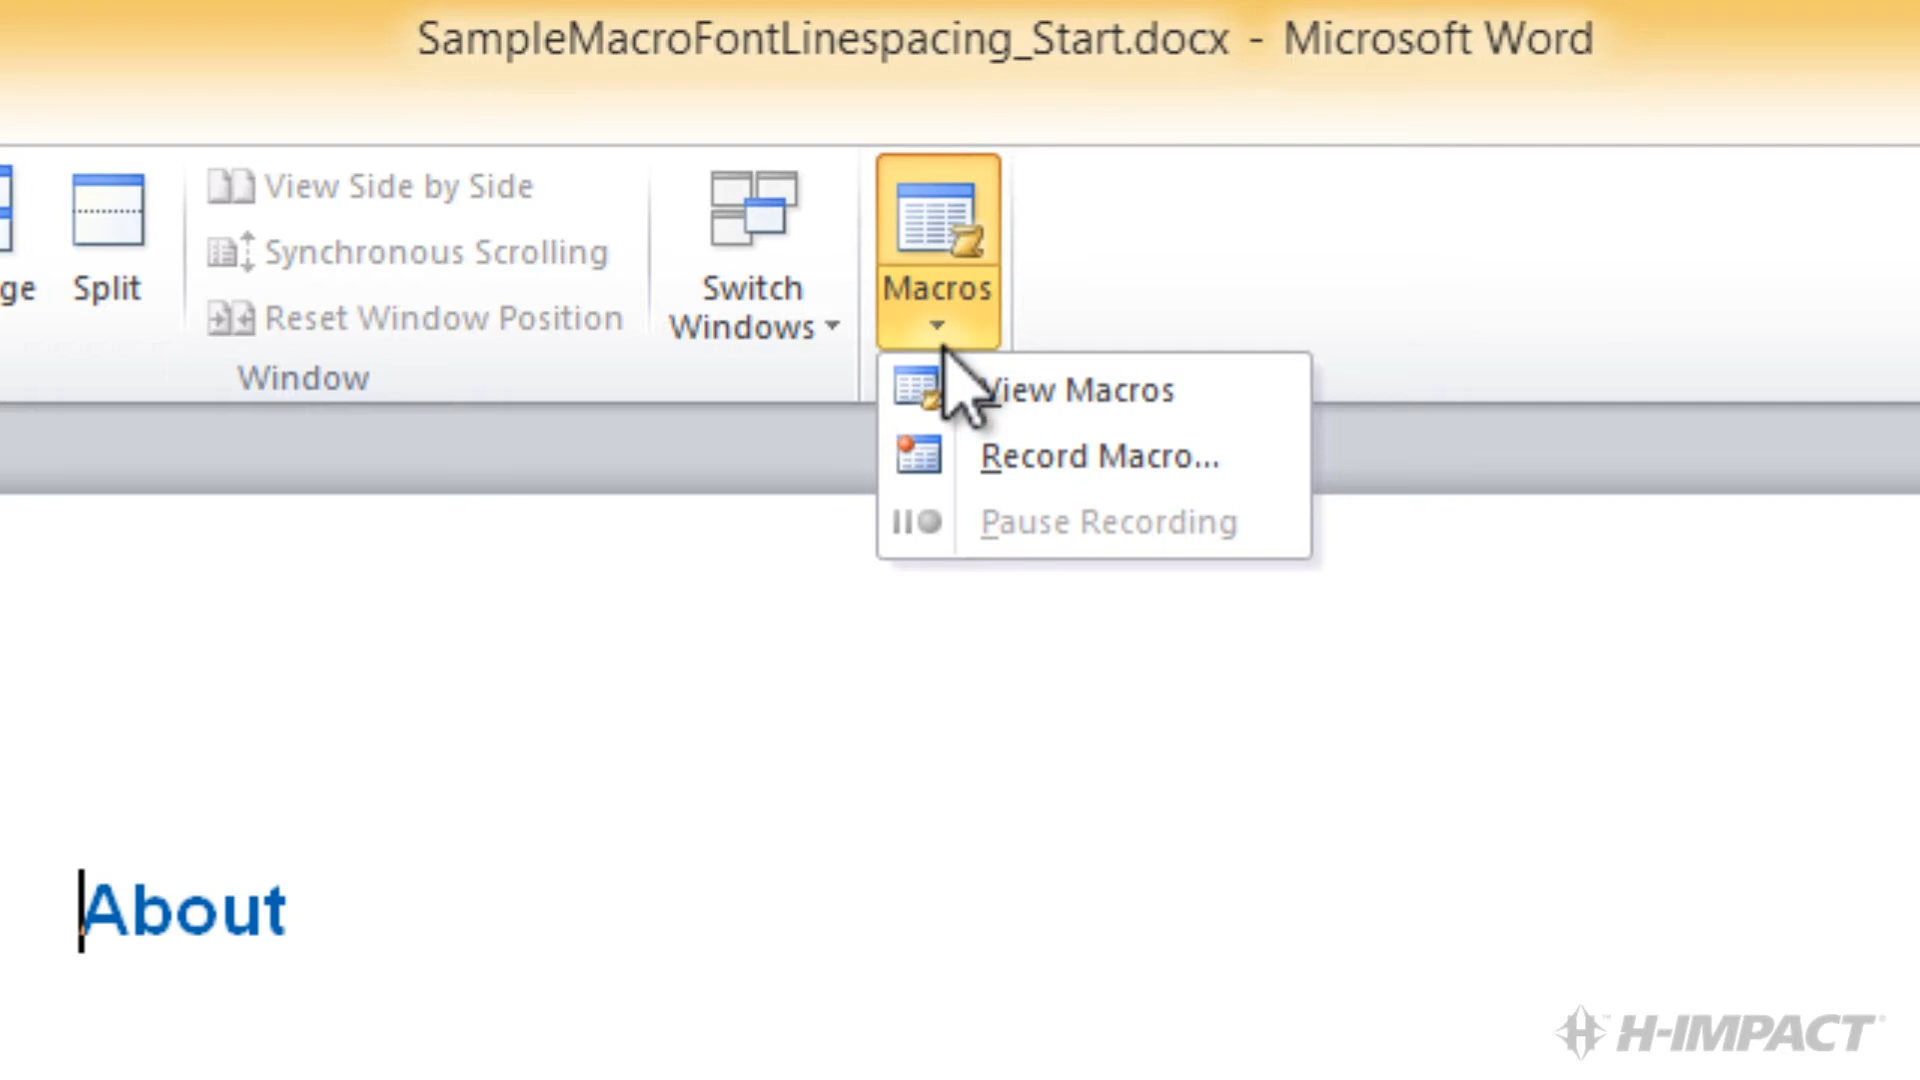 SampleMacroFontLinespacing_Start.docx - Microsoft Word
View Side by Side
Synchronous Scrolling
Reset Window Position
ge
Split
Switch
Windows
Macros
Window
View Macros
Record Macro...
Pause Recording
About
H-IMPACT